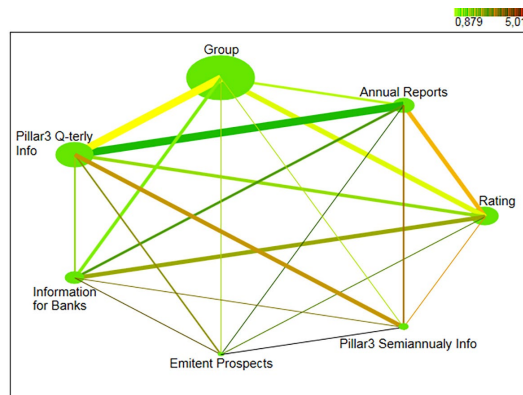 0,879 5,01
Group
Annual Reports
Pillar3 Q-terly
Info
Rating
Information
for Banks
Pillar3 Semiannualy Info
Emitent Prospects